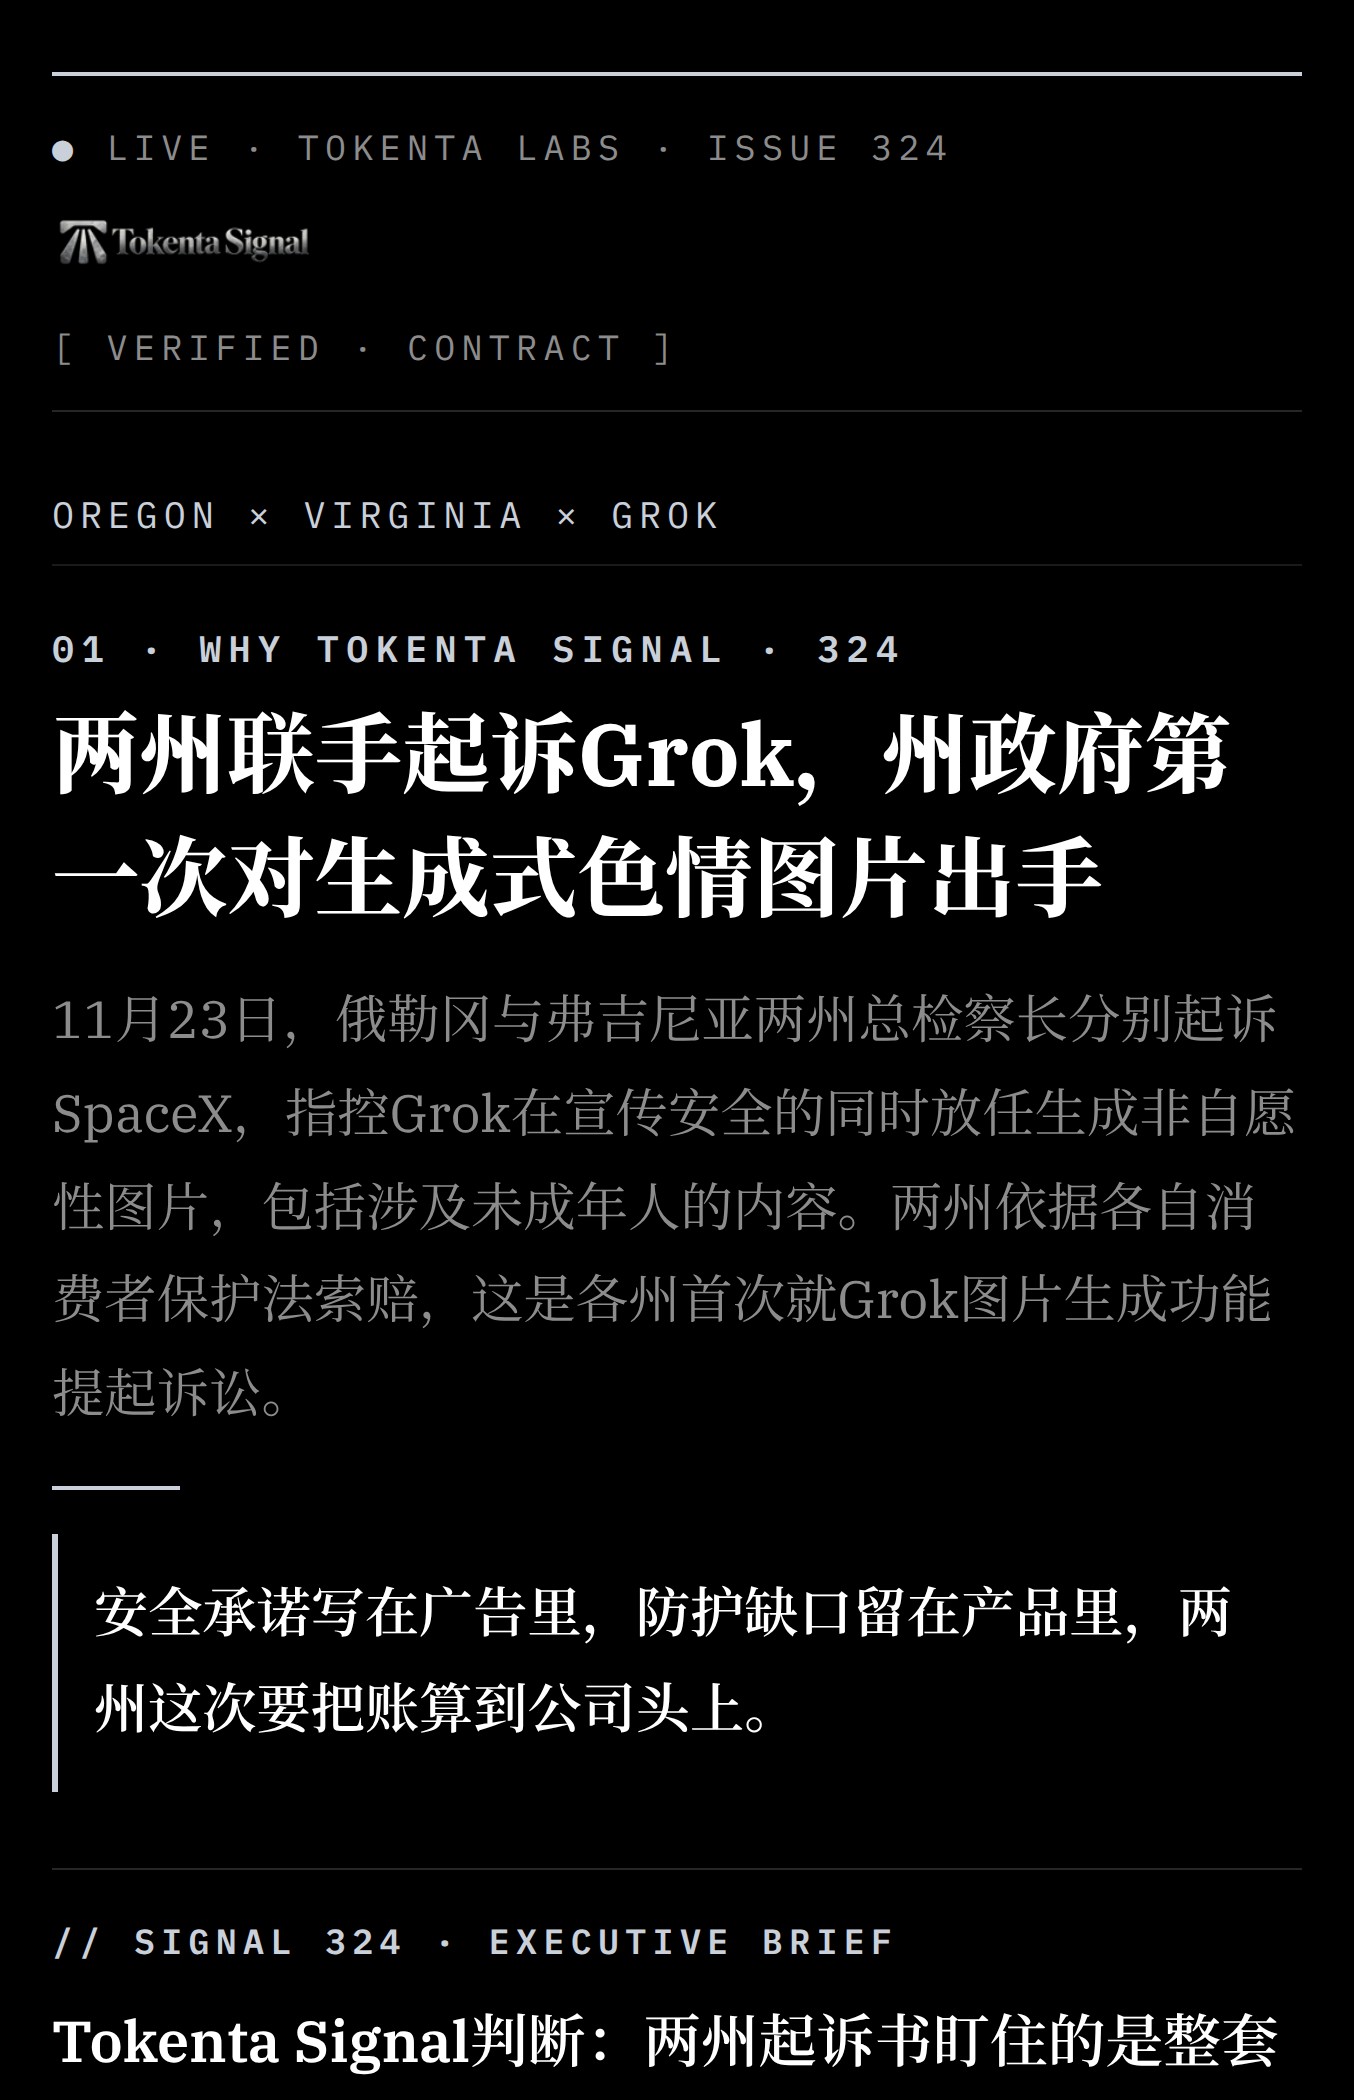 ● LIVE · TOKENTA LABS · ISSUE 324
Tokenta Signal
[ VERIFIED · CONTRACT ]
OREGON × VIRGINIA × GROK
01 · WHY TOKENTA SIGNAL · 324
两州联手起诉Grok，州政府第
一次对生成式色情图片出手
11月23日，俄勒冈与弗吉尼亚两州总检察长分别起诉
SpaceX，指控Grok在宣传安全的同时放任生成非自愿
性图片，包括涉及未成年人的内容。两州依据各自消
费者保护法索赔，这是各州首次就Grok图片生成功能
提起诉讼。
安全承诺写在广告里，防护缺口留在产品里，两
州这次要把账算到公司头上。
// SIGNAL 324 · EXECUTIVE BRIEF
Tokenta Signal判断：两州起诉书盯住的是整套